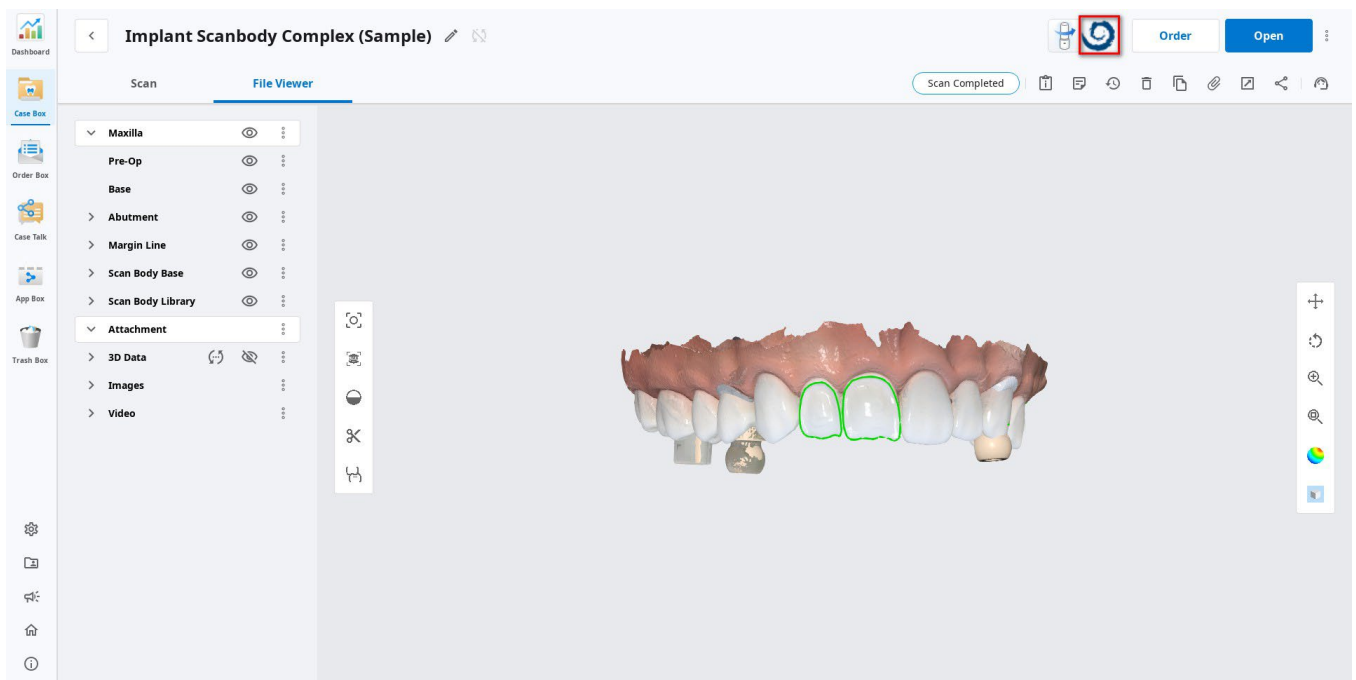 Dashboard
Case Box
Order Box
Case Talk
App Box
Trash Box
Implant Scanbody Complex (Sample)
Order
Open
Scan
File Viewer
Scan Completed
Maxilla
Pre-Op
Base
Abutment
Margin Line
Scan Body Base
Scan Body Library
Attachment
3D Data
Images
Video